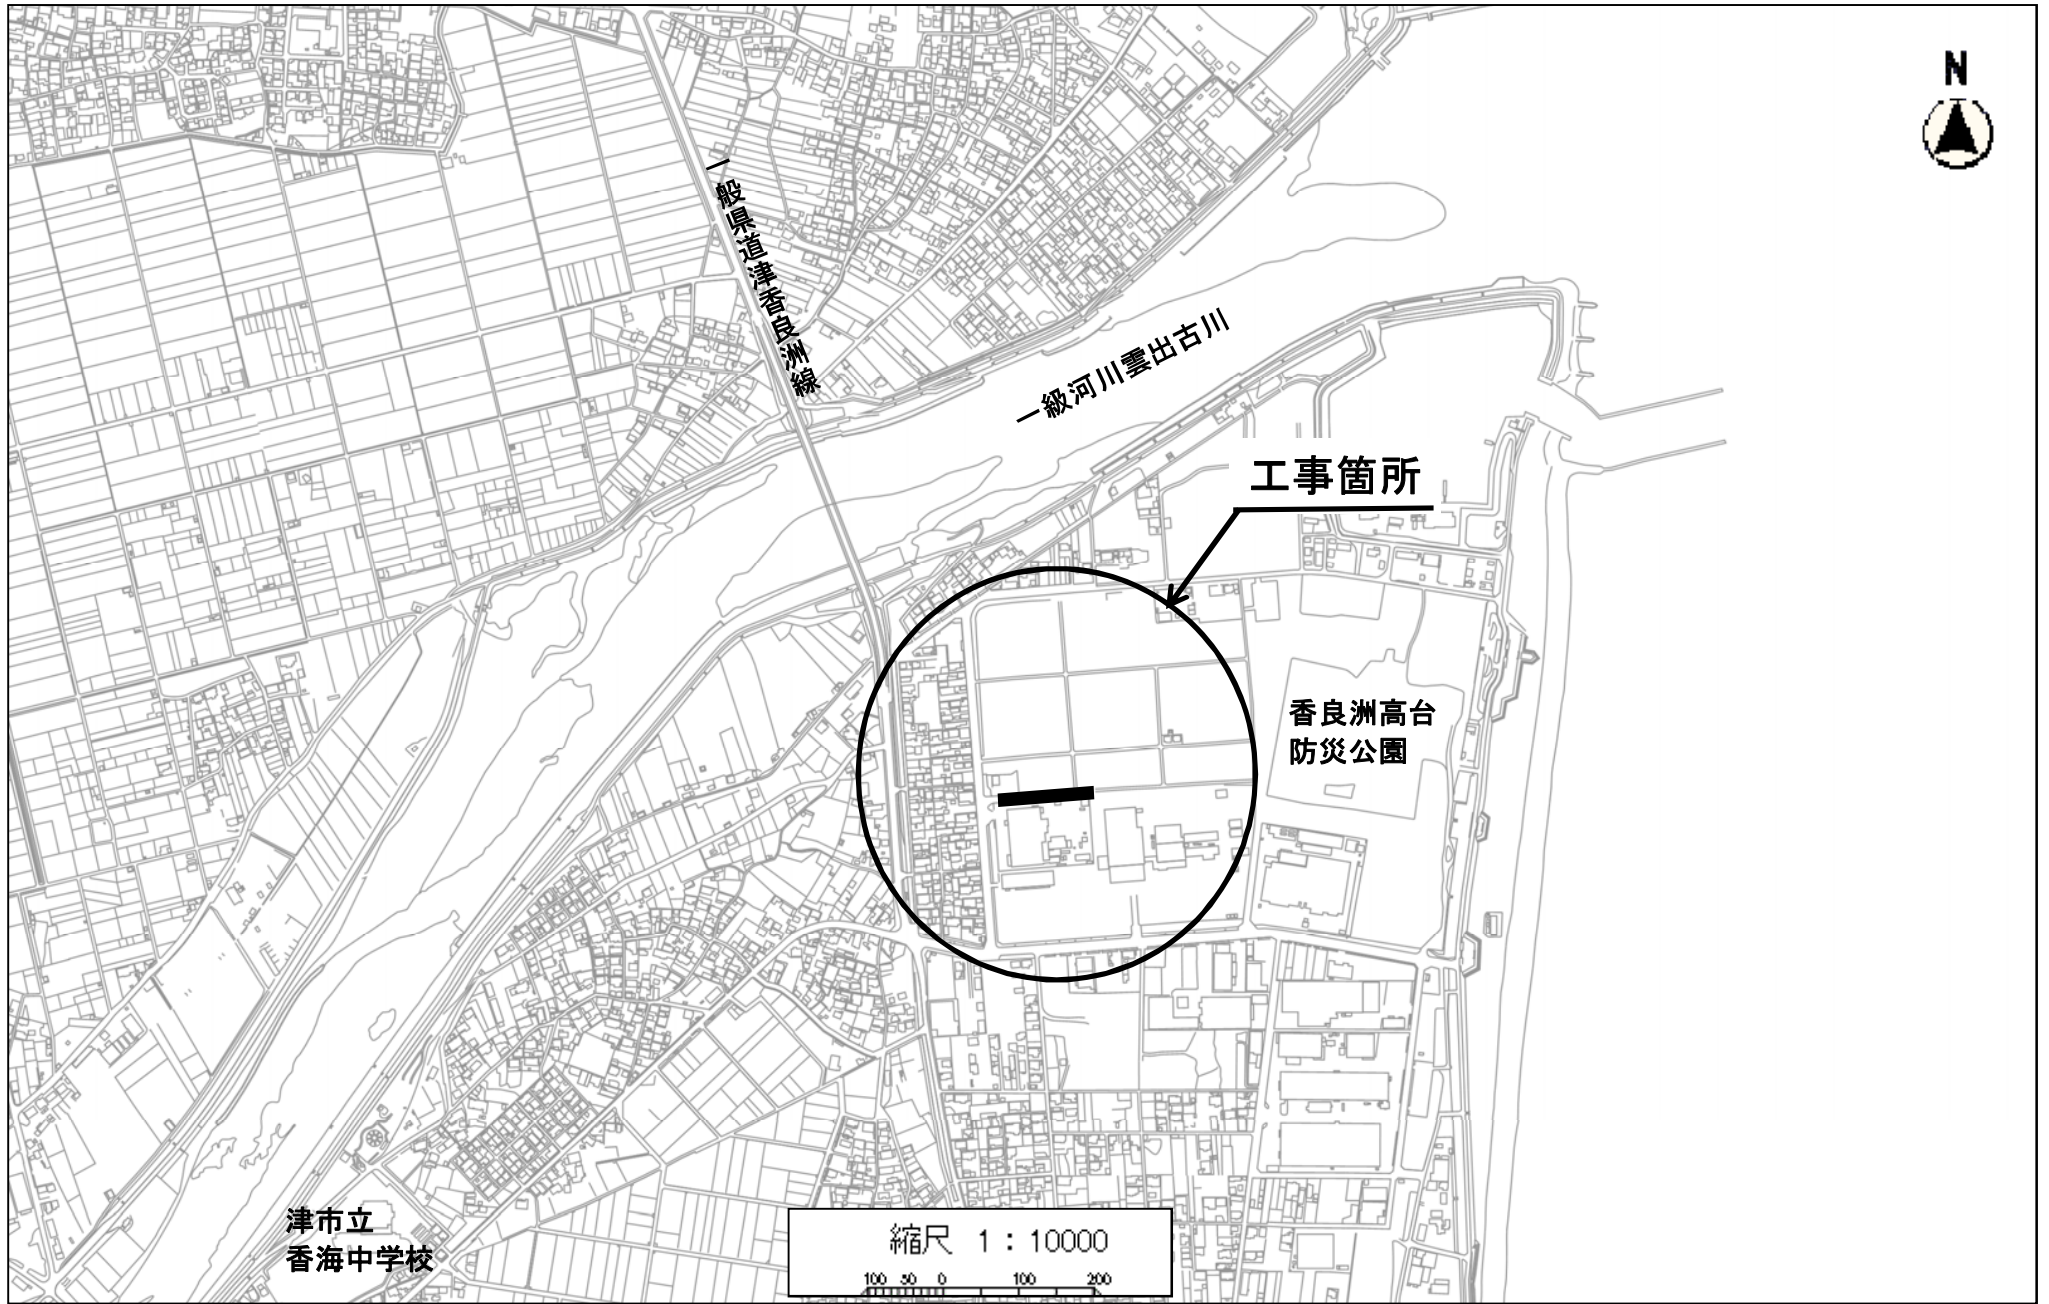 N
一般県道津香良洲線
一級河川雲出古川
工事箇所
香良洲高台
防災公園
津市立
香海中学校
縮尺 1:10000
100 50 0 100 200